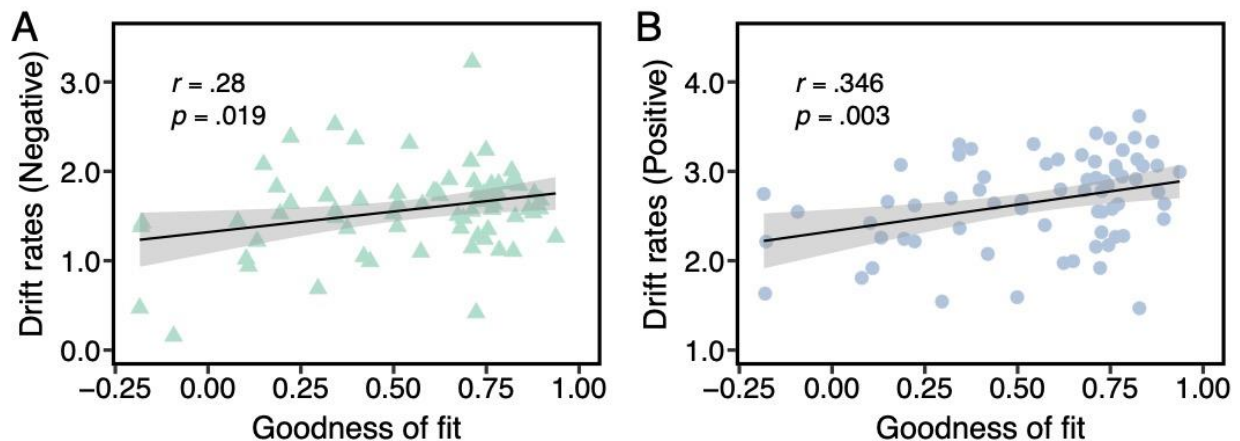 A
r = .28
p = .019
3.0
2.0
1.0
0.0
Drift rates (Negative)
−0.25 0.00 0.25 0.50 0.75 1.00
Goodness of fit
B
r = .346
p = .003
4.0
3.0
2.0
1.0
Drift rates (Positive)
−0.25 0.00 0.25 0.50 0.75 1.00
Goodness of fit